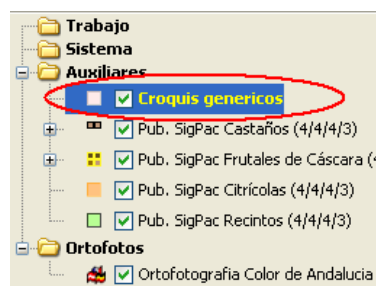 Trabajo
Sistema
Auxiliares
Croquis genericos
Pub. SigPac Castaños (4/4/4/3)
Pub. SigPac Frutales de Cáscara (
Pub. SigPac Citrícolas (4/4/4/3)
Pub. SigPac Recintos (4/4/4/3)
Ortofotos
Ortofotografia Color de Andalucia